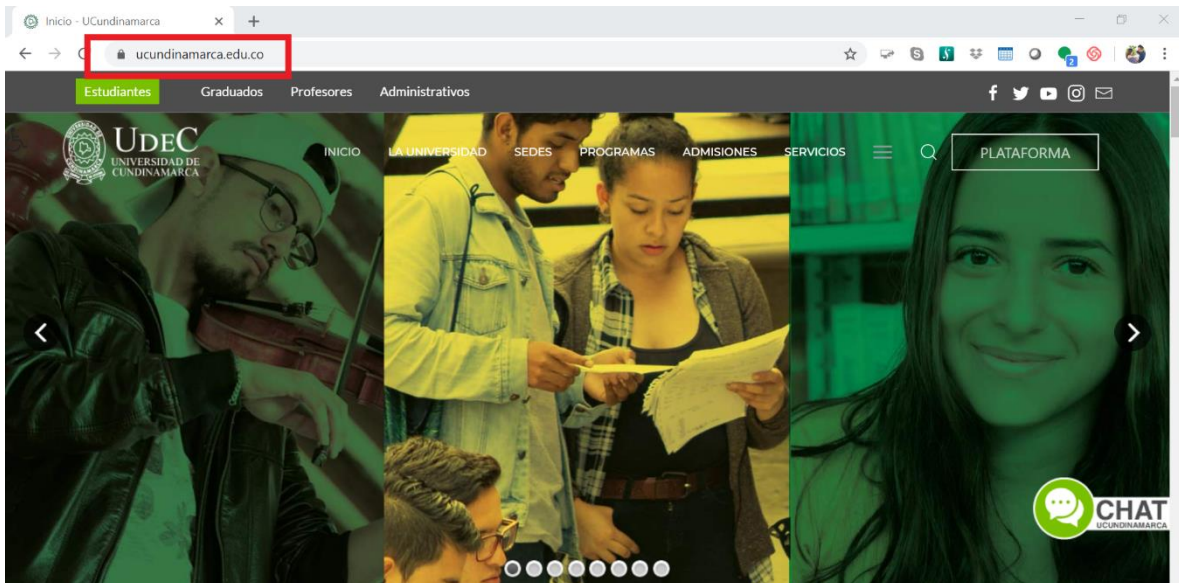 Inicio - UCundinamarca
ucundinamarca.edu.co
2
Estudiantes Graduados Profesores Administrativos
UDEC
UNIVERSIDAD DE
CUNDINAMARCA
INICIO LA UNIVERSIDAD SEDES PROGRAMAS ADMISIONES SERVICIOS PLATAFORMA
CHAT
UCUNDINAMARCA